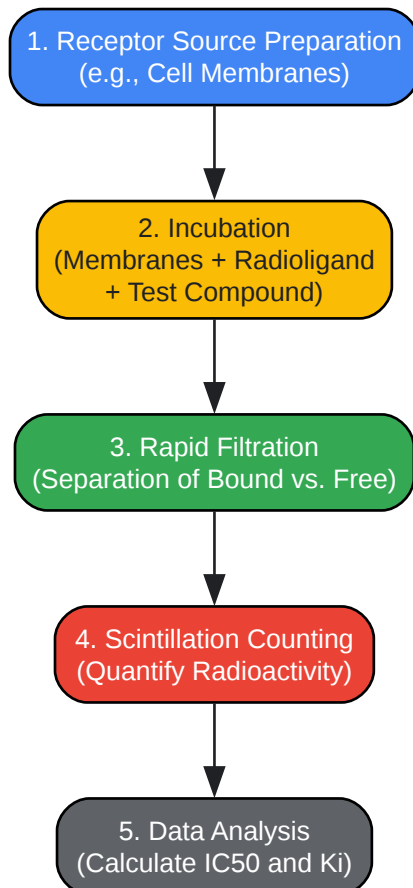 1. Receptor Source Preparation
(e.g., Cell Membranes)
2. Incubation
(Membranes + Radioligand
+ Test Compound)
3. Rapid Filtration
(Separation of Bound vs. Free)
4. Scintillation Counting
(Quantify Radioactivity)
5. Data Analysis
(Calculate IC50 and Ki)